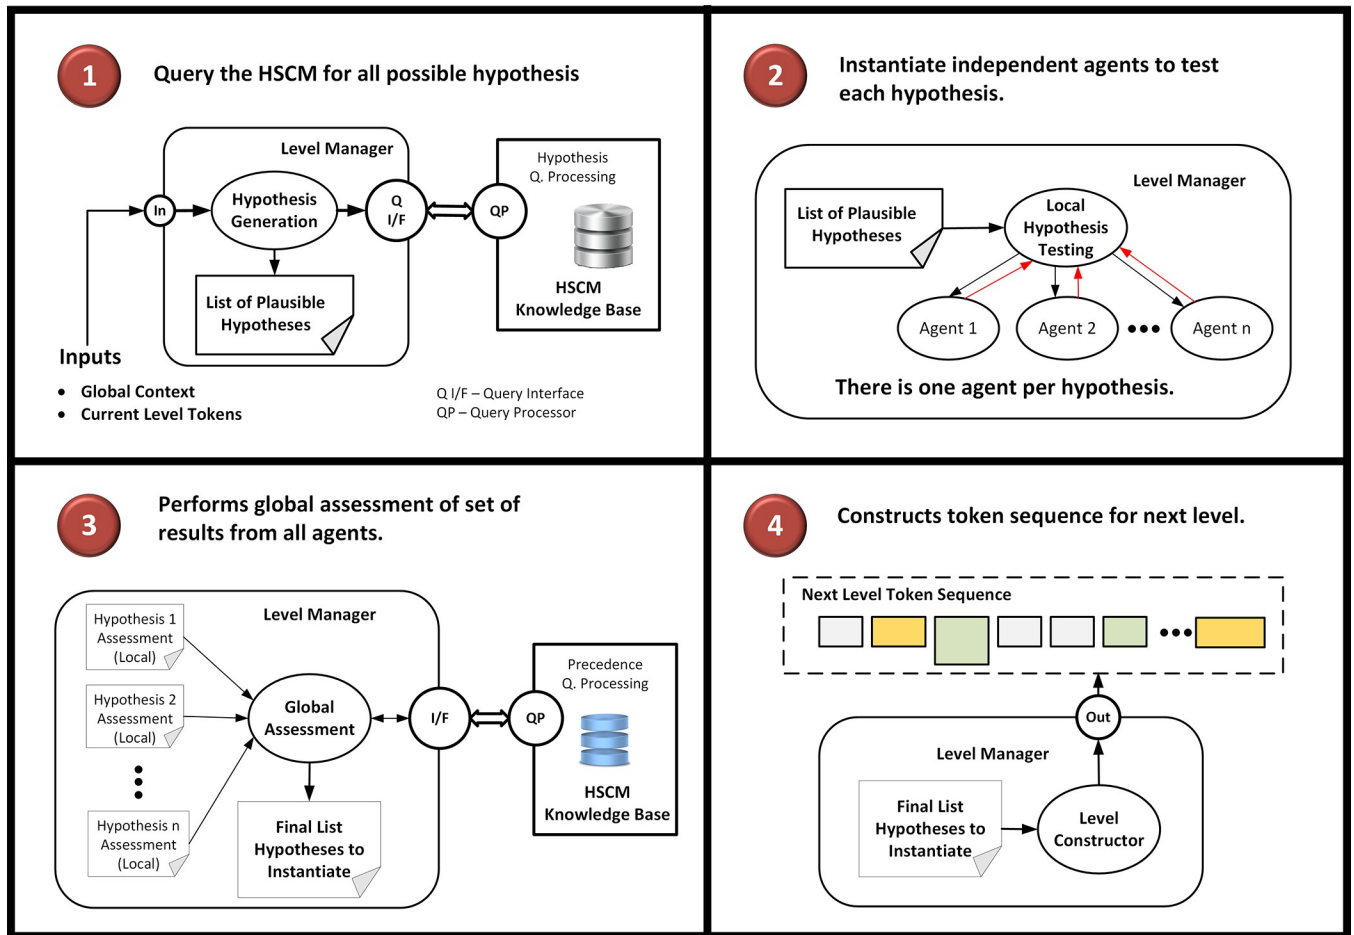 1
Query the HSCM for all possible hypothesis
Level Manager
In
Hypothesis
Generation
Q
I/F
QP
Hypothesis
Q. Processing
HSCM
Knowledge Base
List of Plausible
Hypotheses
Inputs
• Global Context
• Current Level Tokens
Q I/F – Query Interface
QP – Query Processor
2
Instantiate independent agents to test
each hypothesis.
Level Manager
List of Plausible
Hypotheses
Local
Hypothesis
Testing
Agent 1
Agent 2
Agent n
There is one agent per hypothesis.
3
Performs global assessment of set of
results from all agents.
Level Manager
Hypothesis 1
Assessment
(Local)
Hypothesis 2
Assessment
(Local)
Hypothesis n
Assessment
(Local)
Global
Assessment
I/F
QP
Precedence
Q. Processing
HSCM
Knowledge Base
Final List
Hypotheses to
Instantiate
4
Constructs token sequence for next level.
Next Level Token Sequence
Out
Level Manager
Final List
Hypotheses to
Instantiate
Level
Constructor